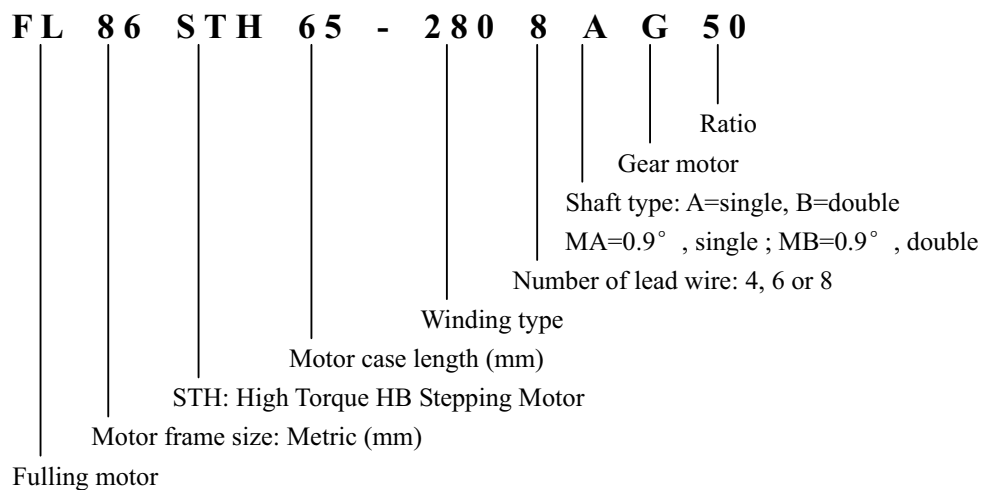 FL 86 STH 65 - 280 8 A G 50
Ratio
Gear motor
Shaft type: A=single, B=double
MA=0.9° , single ; MB=0.9° , double
Number of lead wire: 4, 6 or 8
Winding type
Motor case length (mm)
STH: High Torque HB Stepping Motor
Motor frame size: Metric (mm)
Fulling motor